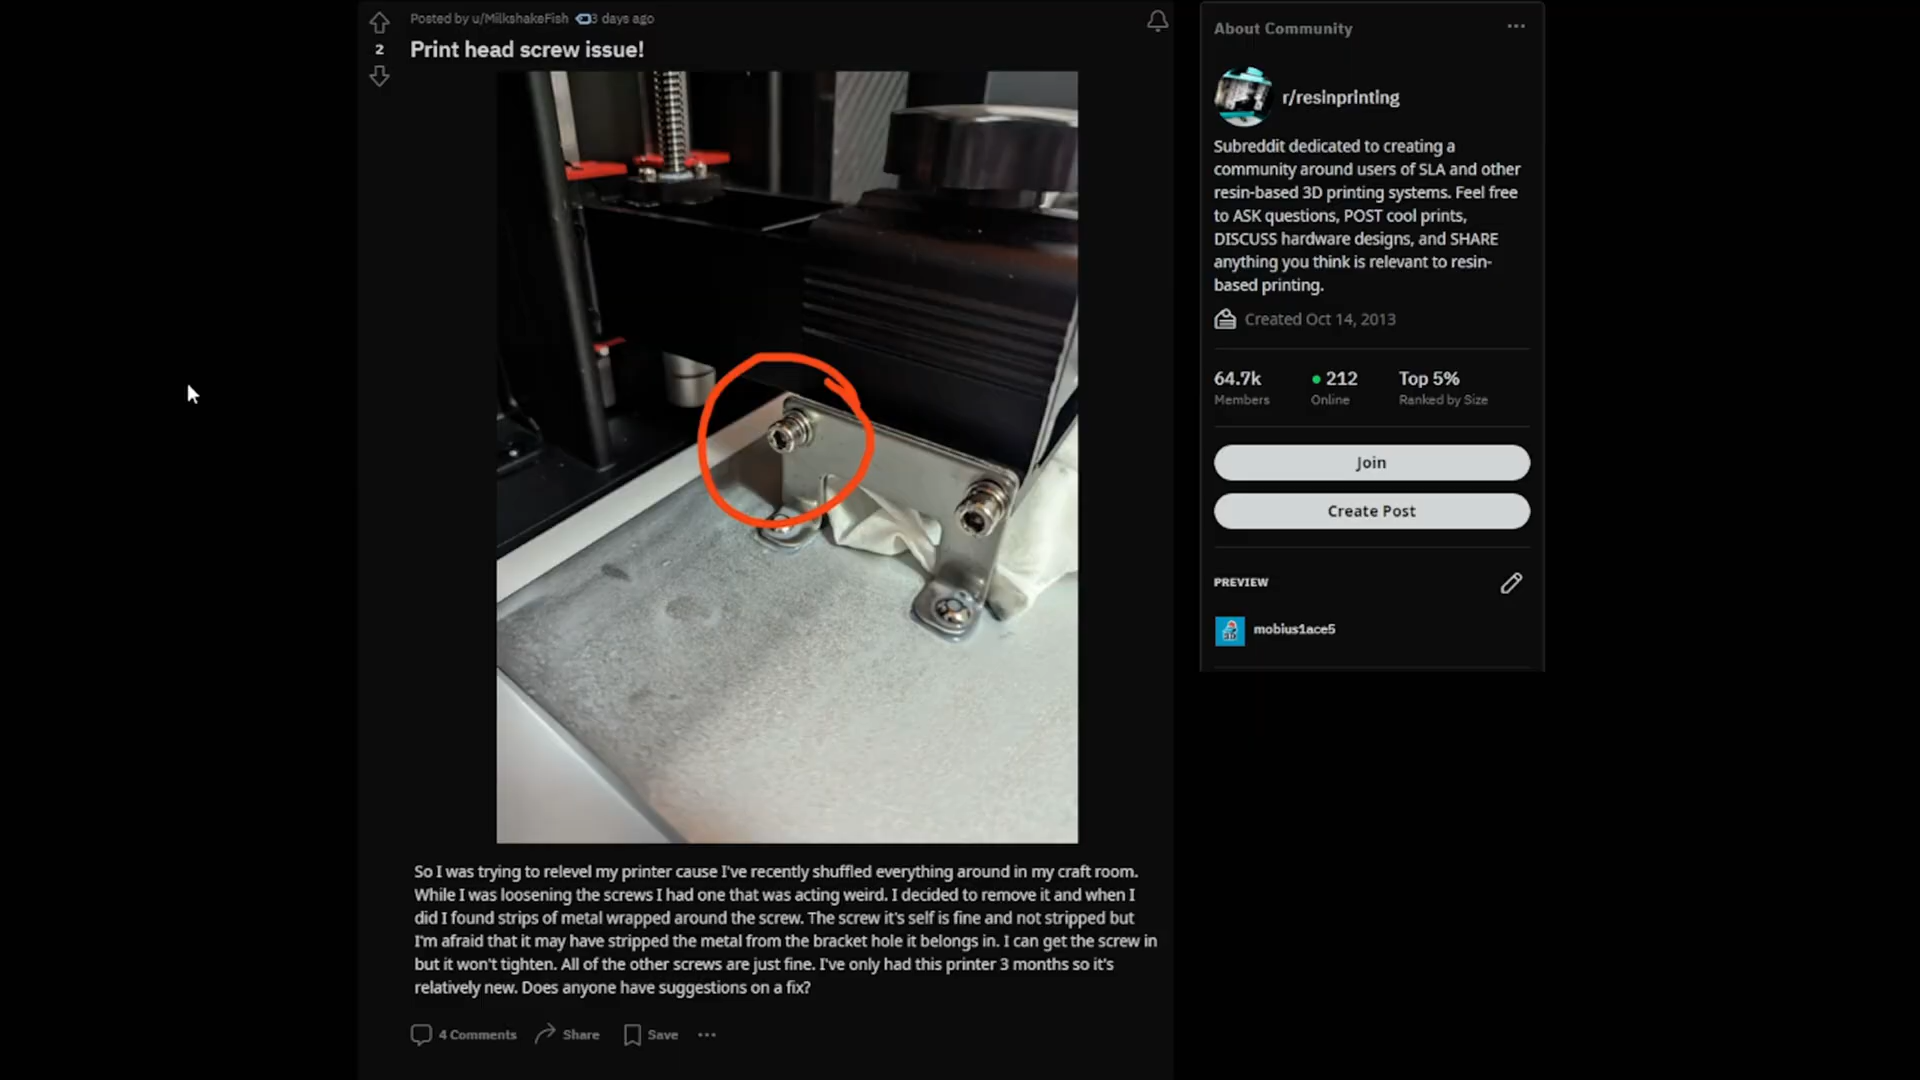 Posted by u/MilkshakeFish 3 days ago
2
Print head screw issue!
So I was trying to relevel my printer cause I've recently shuffled everything around in my craft room.
While I was loosening the screws I had one that was acting weird. I decided to remove it and when I
did I found strips of metal wrapped around the screw. The screw it's self is fine and not stripped but
I'm afraid that it may have stripped the metal from the bracket hole it belongs in. I can get the screw in
but it won't tighten. All of the other screws are just fine. I've only had this printer 3 months so it's
relatively new. Does anyone have suggestions on a fix?
4 Comments Share Save
About Community
r/resinprinting
Subreddit dedicated to creating a
community around users of SLA and other
resin-based 3D printing systems. Feel free
to ASK questions, POST cool prints,
DISCUSS hardware designs, and SHARE
anything you think is relevant to resin-
based printing.
Created Oct 14, 2013
64.7k 212 Top 5%
Members Online Ranked by Size
Join
Create Post
PREVIEW
3D
mobius1ace5